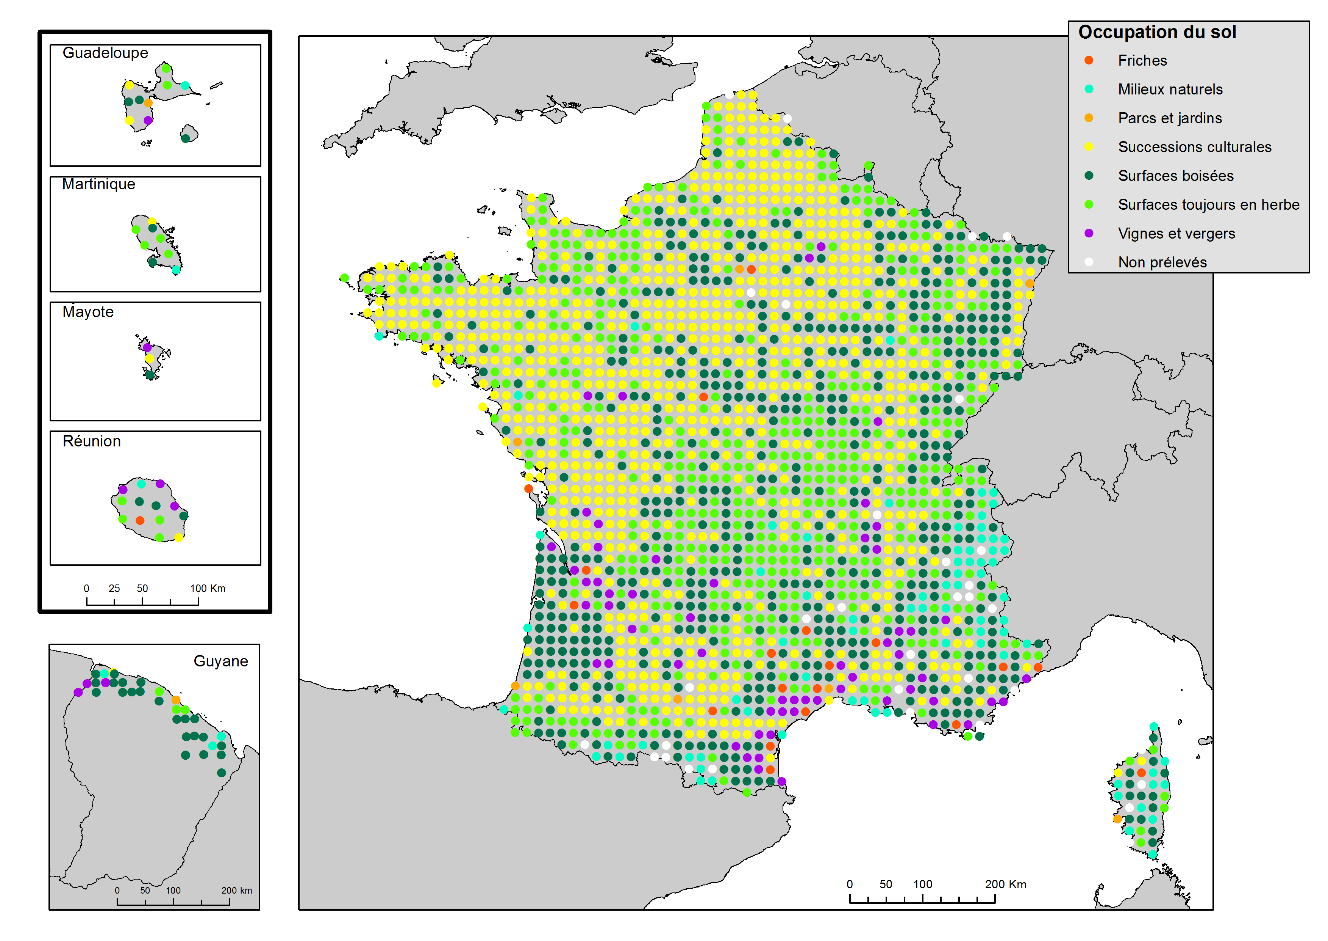 Guadeloupe
Martinique
Mayote
Réunion
0 25 50 100 Km
Guyane
0 50 100 200 km
Occupation du sol
Friches
Milieux naturels
Parcs et jardins
Successions culturales
Surfaces boisées
Surfaces toujours en herbe
Vignes et vergers
Non prélevés
0 50 100 200 Km